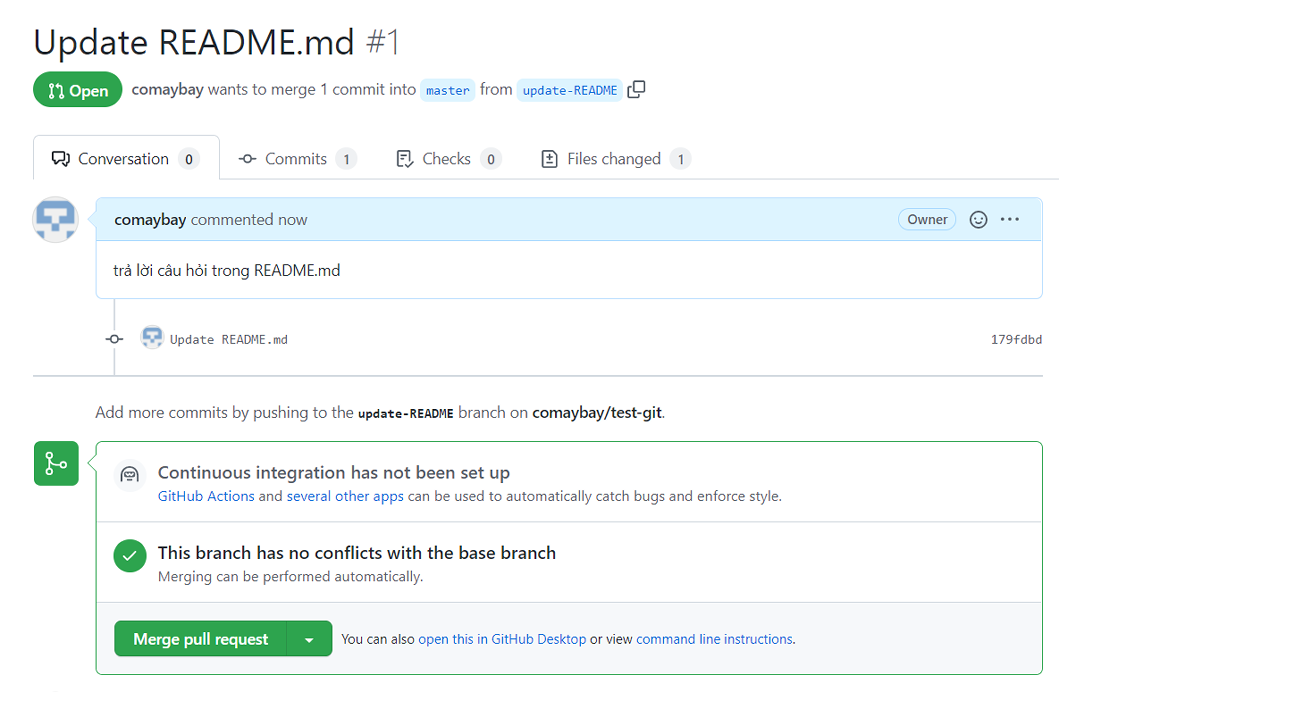 Update README.md #1
Open comaybay wants to merge 1 commit into master from update-README
Conversation 0 Commits 1 Checks 0 Files changed 1
comaybay commented now Owner
trả lời câu hỏi trong README.md
Update README.md 179fdbd
Add more commits by pushing to the update-README branch on comaybay/test-git.
Continuous integration has not been set up
GitHub Actions and several other apps can be used to automatically catch bugs and enforce style.
This branch has no conflicts with the base branch
Merging can be performed automatically.
Merge pull request You can also open this in GitHub Desktop or view command line instructions.